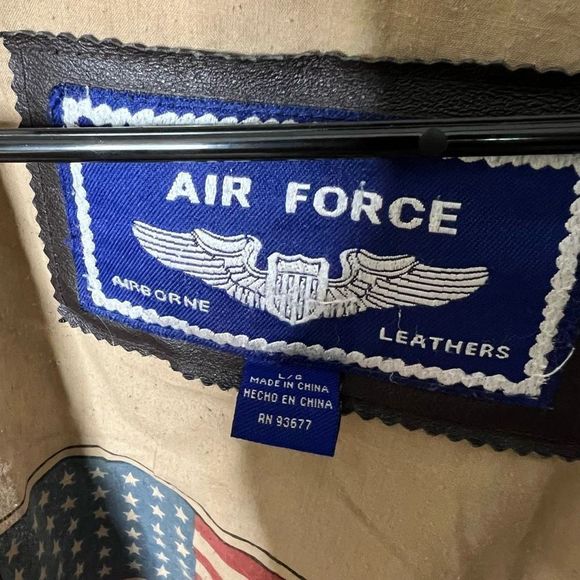 AIR FORCE
AIRBORNE
LEATHERS
L/G
MADE IN CHINA
HECHO EN CHINA
RN 93677